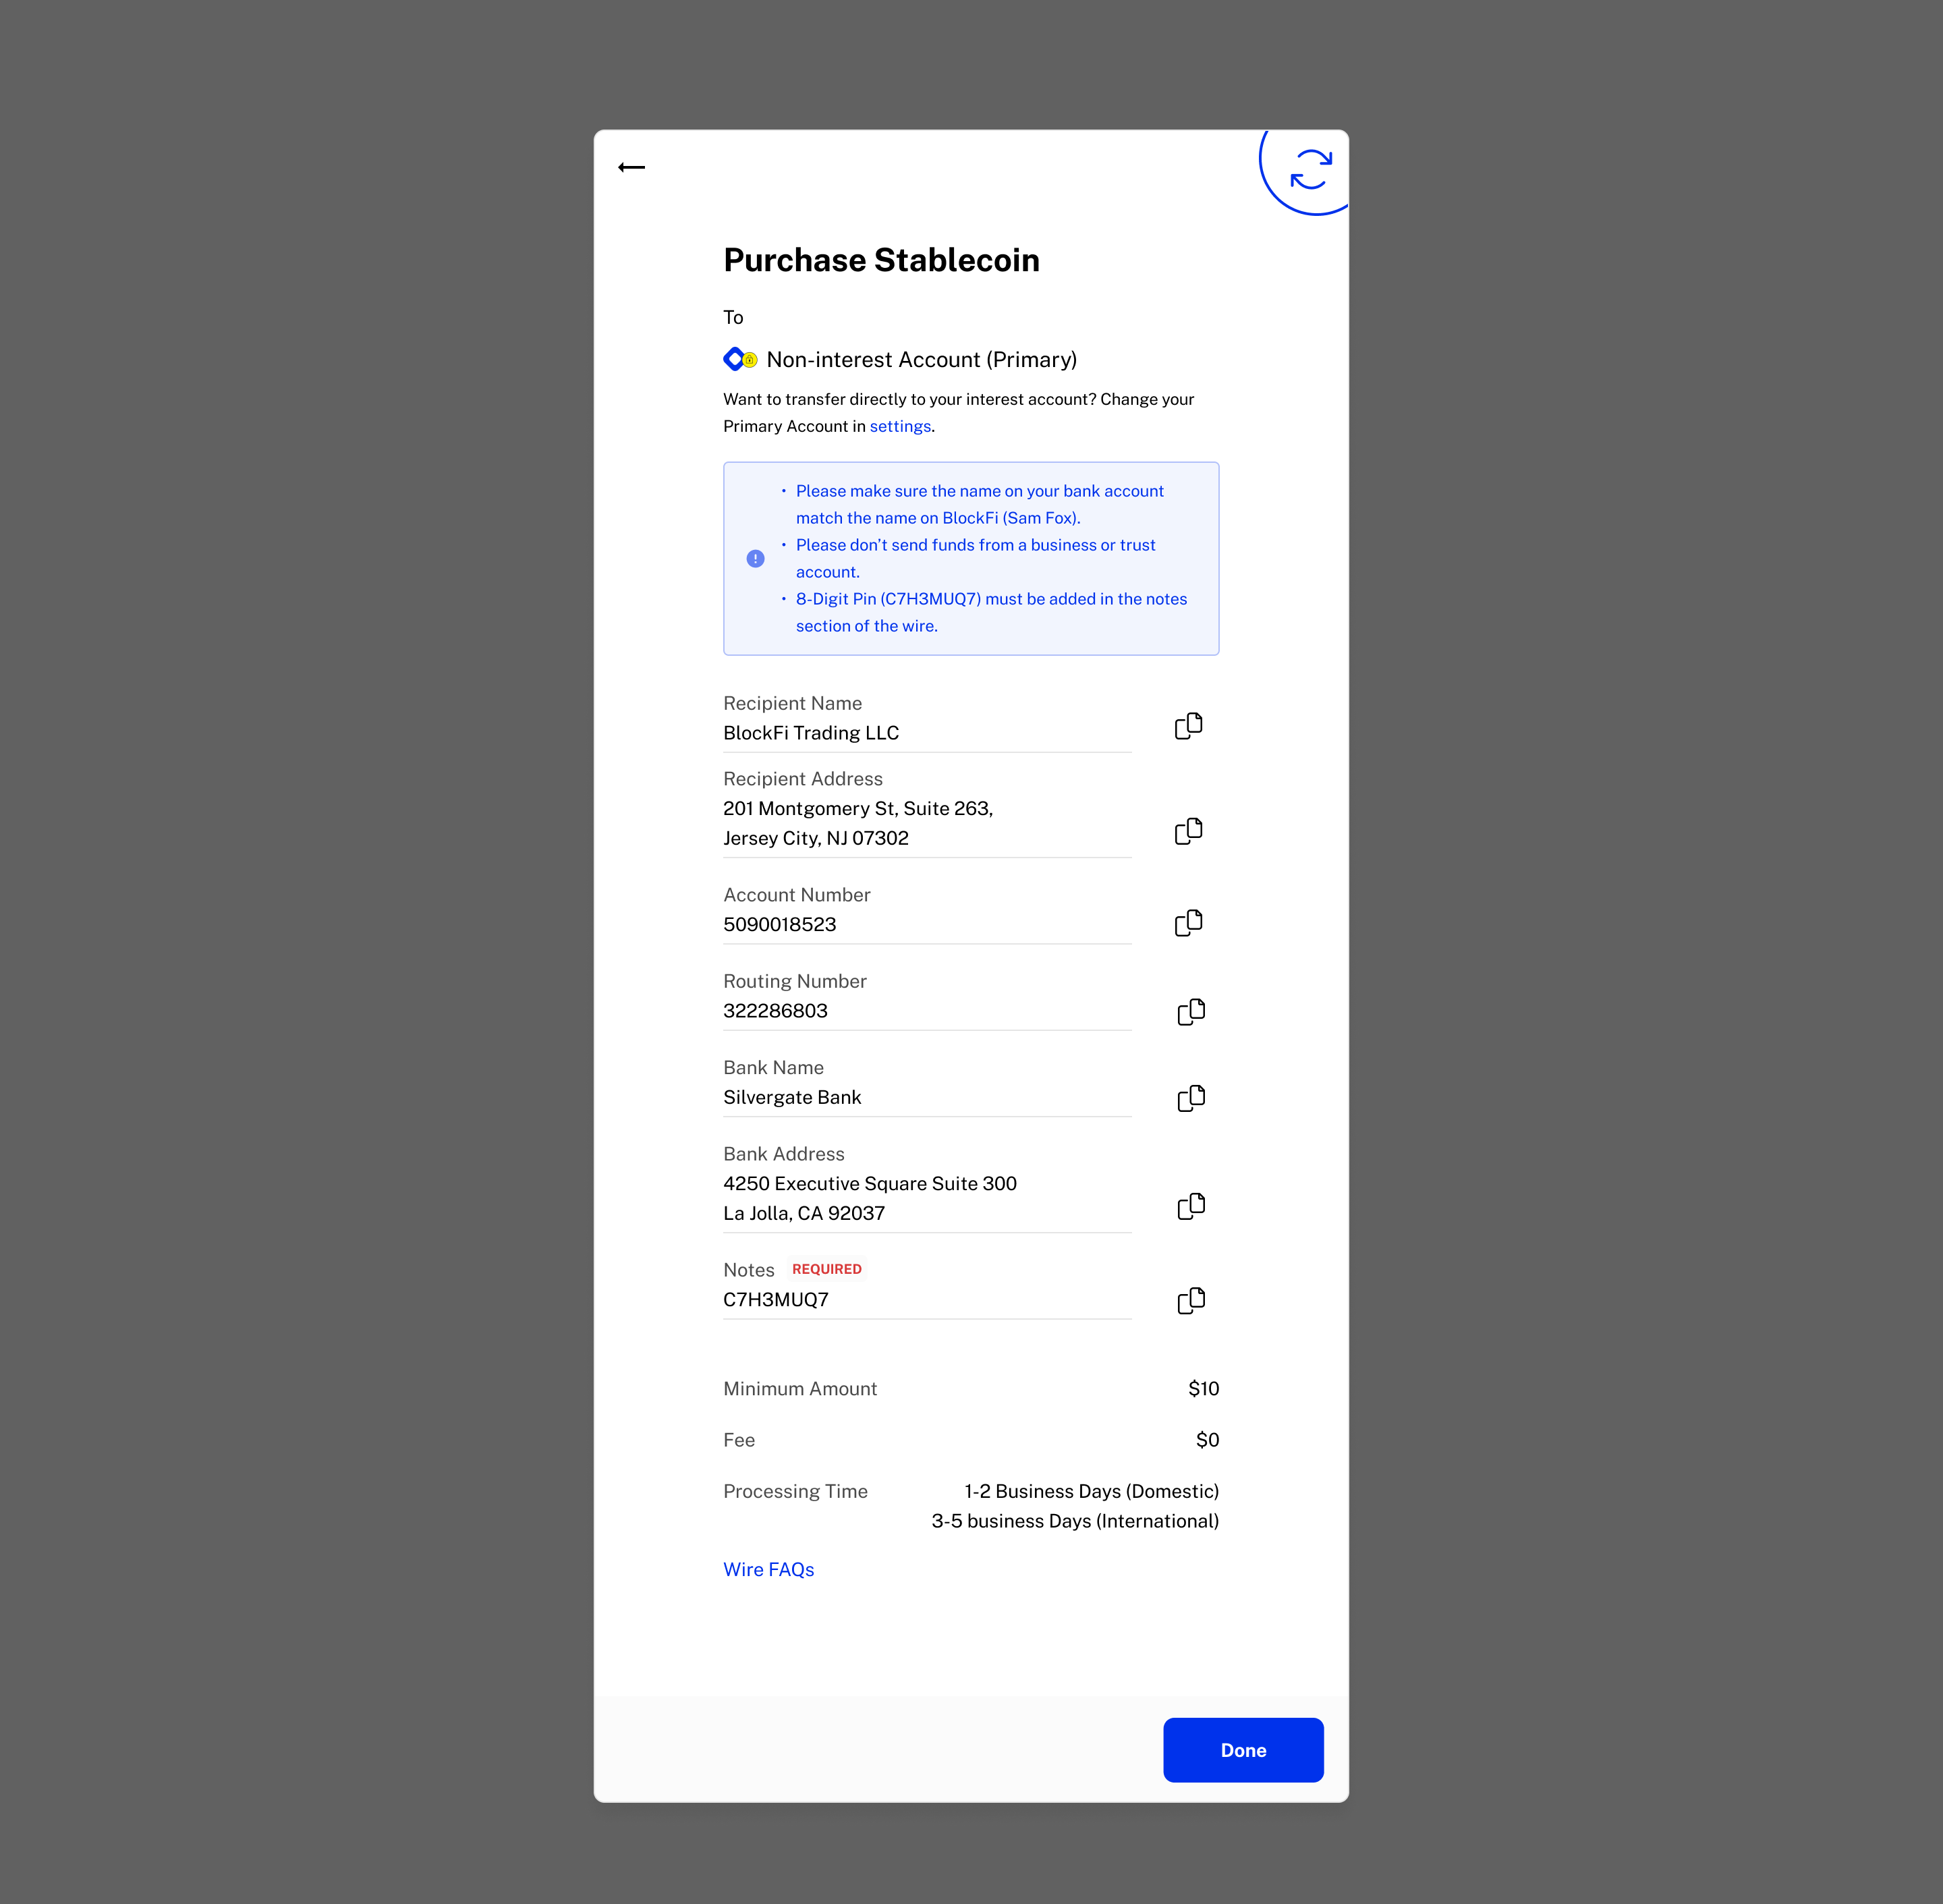 Purchase Stablecoin
To
Non-interest Account (Primary)
Want to transfer directly to your interest account? Change your
Primary Account in settings.
• Please make sure the name on your bank account
match the name on BlockFi (Sam Fox).
• Please don’t send funds from a business or trust
account.
• 8-Digit Pin (C7H3MUQ7) must be added in the notes
section of the wire.
Recipient Name
BlockFi Trading LLC
Recipient Address
201 Montgomery St, Suite 263,
Jersey City, NJ 07302
Account Number
5090018523
Routing Number
322286803
Bank Name
Silvergate Bank
Bank Address
4250 Executive Square Suite 300
La Jolla, CA 92037
Notes REQUIRED
C7H3MUQ7
Minimum Amount $10
Fee $0
Processing Time 1-2 Business Days (Domestic)
3-5 business Days (International)
Wire FAQs
Done